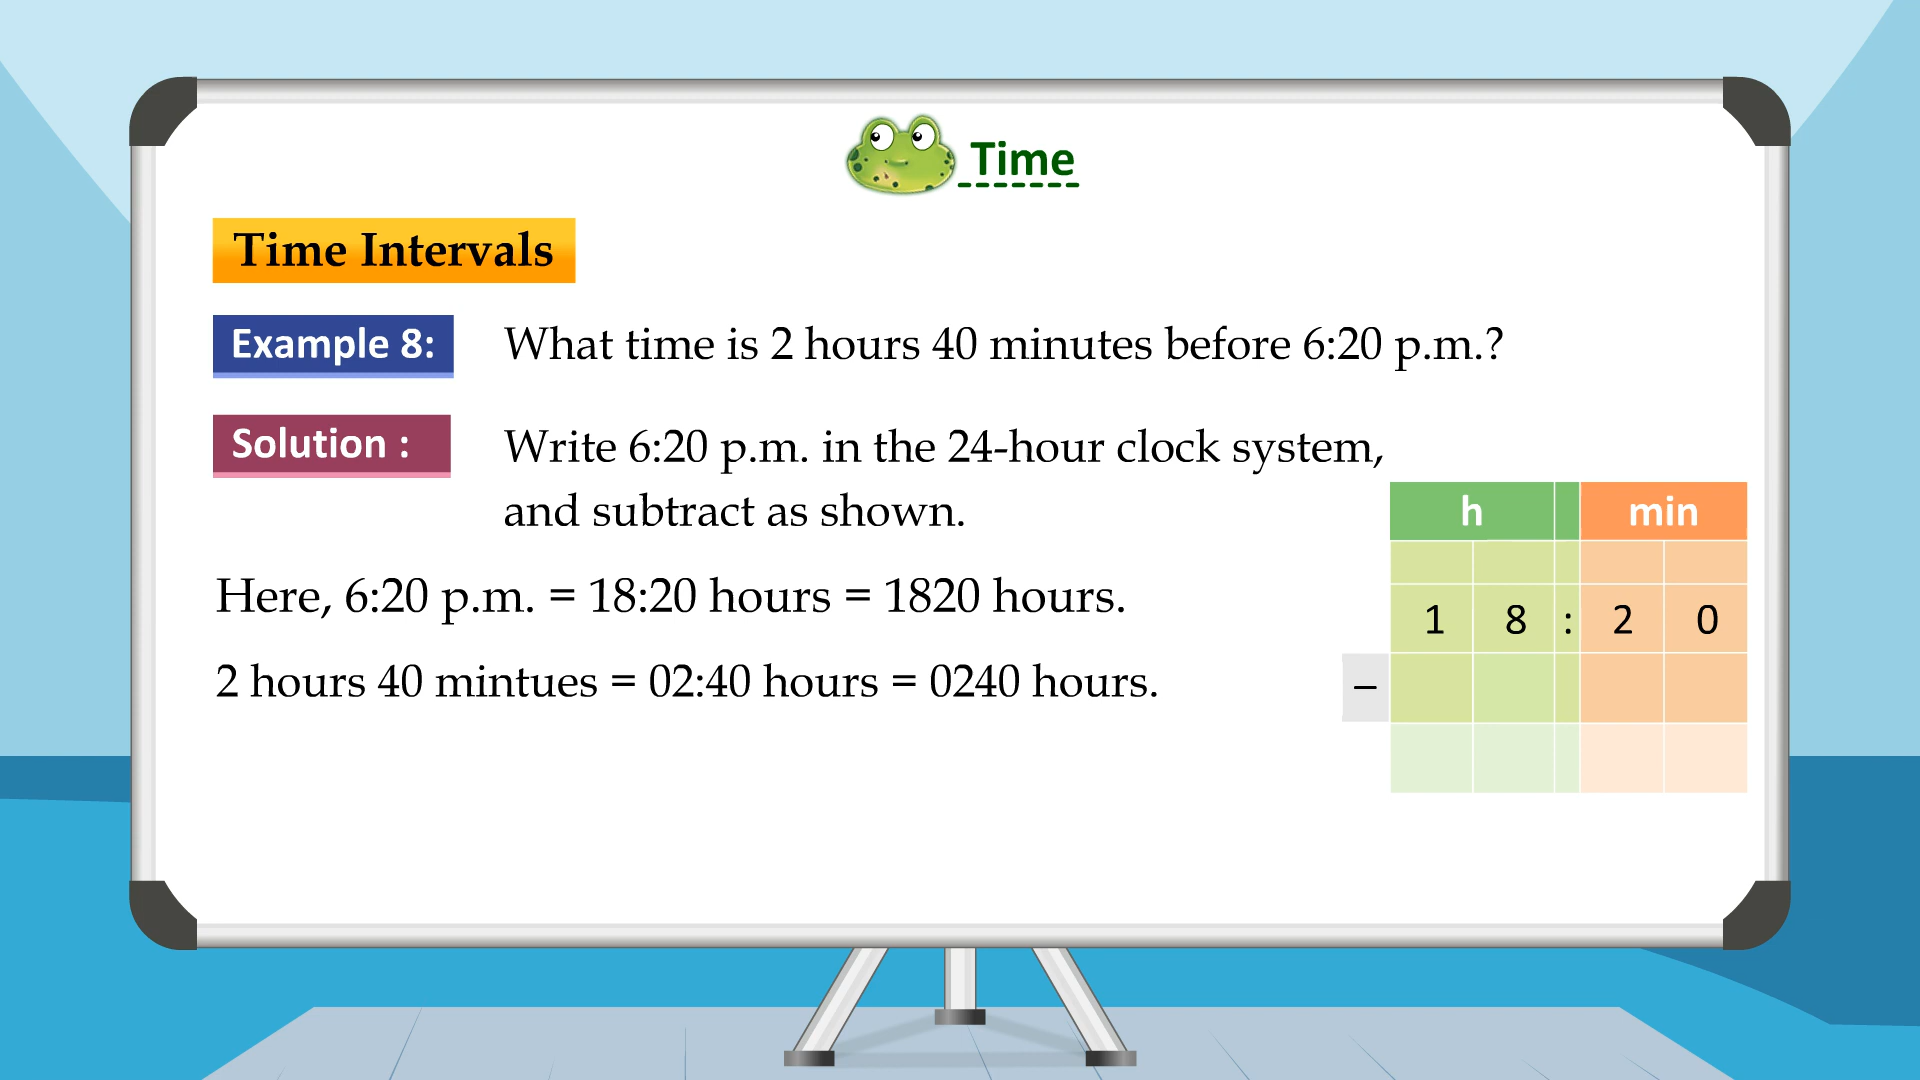 Time
Time Intervals
Example 8: What time is 2 hours 40 minutes before 6:20 p.m.?
Solution : Write 6:20 p.m. in the 24-hour clock system,
and subtract as shown.
Here, 6:20 p.m. = 18:20 hours = 1820 hours.
2 hours 40 mintues = 02:40 hours = 0240 hours.
h min
1 8 : 2 0
–